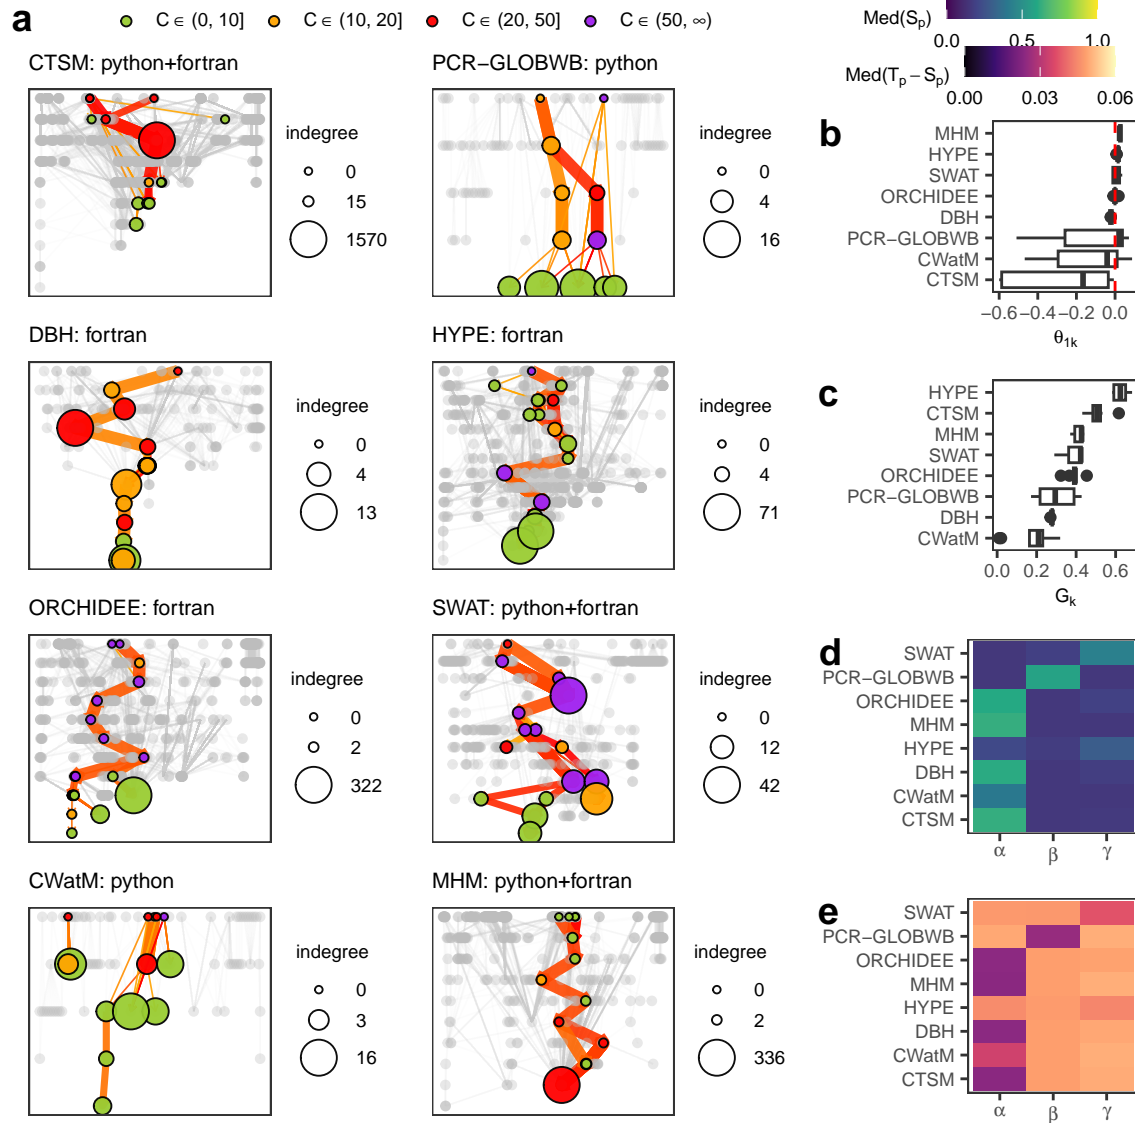 a
C ∈ (0, 10]
C ∈ (10, 20]
C ∈ (20, 50]
C ∈ (50, ∞)
Med(Sp)
0.0 0.5 1.0
Med(Tp − Sp)
0.00 0.03 0.06
CTSM: python+fortran
indegree
0
15
1570
PCR−GLOBWB: python
indegree
0
4
16
DBH: fortran
indegree
0
4
13
HYPE: fortran
indegree
0
4
71
ORCHIDEE: fortran
indegree
0
2
322
SWAT: python+fortran
indegree
0
12
42
CWatM: python
indegree
0
3
16
MHM: python+fortran
indegree
0
2
336
b
MHM
HYPE
SWAT
ORCHIDEE
DBH
PCR−GLOBWB
CWatM
CTSM
−0.6 −0.4 −0.2 0.0
θ1k
c
HYPE
CTSM
MHM
SWAT
ORCHIDEE
PCR−GLOBWB
DBH
CWatM
0.0 0.2 0.4 0.6
Gk
d
SWAT
PCR−GLOBWB
ORCHIDEE
MHM
HYPE
DBH
CWatM
CTSM
α β γ
e
SWAT
PCR−GLOBWB
ORCHIDEE
MHM
HYPE
DBH
CWatM
CTSM
α β γ